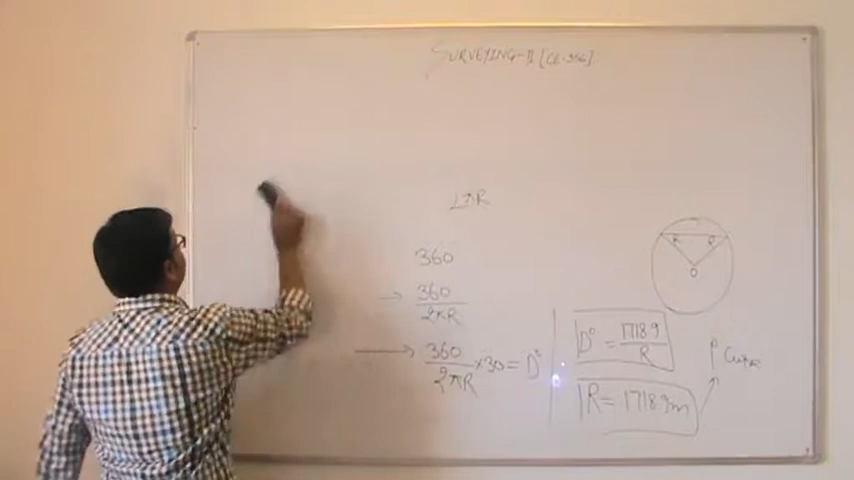 SURVEYING-II [CE-356]
2πR
360
→ 360/2πR
→ 360/2πR × 30 = D°
D° = 1718.9/R
R = 1718.9m
1° Curve
R R
O